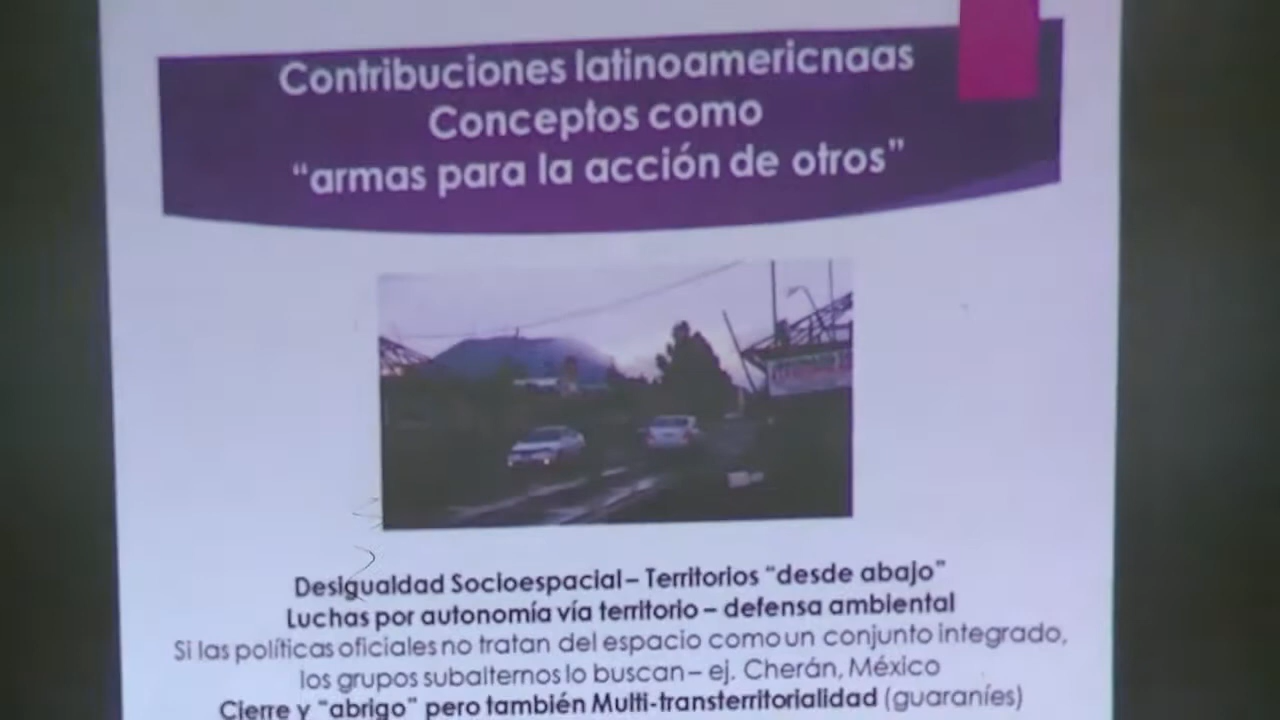 Contribuciones latinoamericnaas
Conceptos como
“armas para la acción de otros”
Desigualdad Socioespacial – Territorios “desde abajo”
Luchas por autonomía vía territorio – defensa ambiental
Si las políticas oficiales no tratan del espacio como un conjunto integrado,
los grupos subalternos lo buscan – ej. Cherán, México
Cierre y “abrigo” pero también Multi-transterritorialidad (guaraníes)